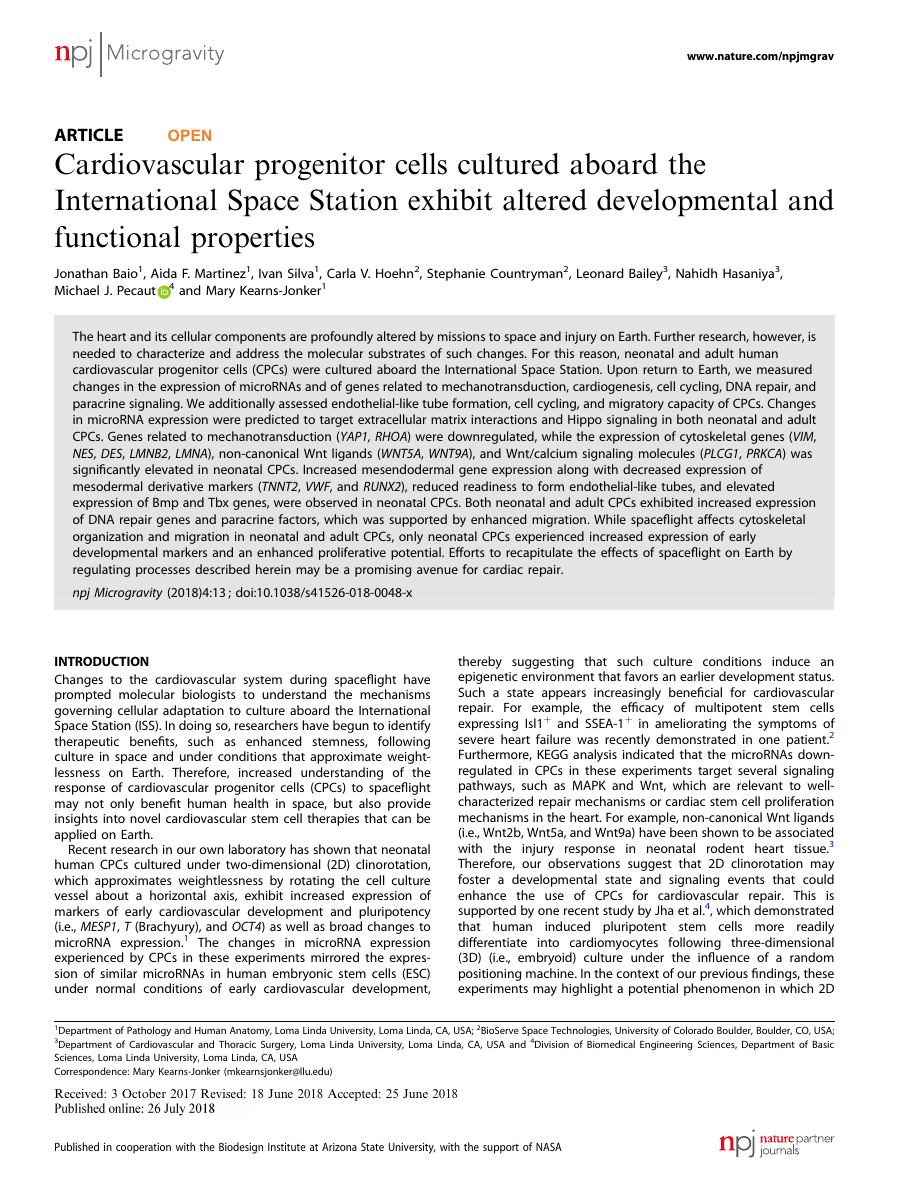 npj | Microgravity
www.nature.com/npjmgrav
ARTICLE OPEN
Cardiovascular progenitor cells cultured aboard the
International Space Station exhibit altered developmental and
functional properties
Jonathan Baio1, Aida F. Martinez1, Ivan Silva1, Carla V. Hoehn2, Stephanie Countryman2, Leonard Bailey3, Nahidh Hasaniya3,
Michael J. Pecaut iD 4 and Mary Kearns-Jonker1
The heart and its cellular components are profoundly altered by missions to space and injury on Earth. Further research, however, is
needed to characterize and address the molecular substrates of such changes. For this reason, neonatal and adult human
cardiovascular progenitor cells (CPCs) were cultured aboard the International Space Station. Upon return to Earth, we measured
changes in the expression of microRNAs and of genes related to mechanotransduction, cardiogenesis, cell cycling, DNA repair, and
paracrine signaling. We additionally assessed endothelial-like tube formation, cell cycling, and migratory capacity of CPCs. Changes
in microRNA expression were predicted to target extracellular matrix interactions and Hippo signaling in both neonatal and adult
CPCs. Genes related to mechanotransduction (YAP1, RHOA) were downregulated, while the expression of cytoskeletal genes (VIM,
NES, DES, LMNB2, LMNA), non-canonical Wnt ligands (WNT5A, WNT9A), and Wnt/calcium signaling molecules (PLCG1, PRKCA) was
significantly elevated in neonatal CPCs. Increased mesendodermal gene expression along with decreased expression of
mesodermal derivative markers (TNNT2, VWF, and RUNX2), reduced readiness to form endothelial-like tubes, and elevated
expression of Bmp and Tbx genes, were observed in neonatal CPCs. Both neonatal and adult CPCs exhibited increased expression
of DNA repair genes and paracrine factors, which was supported by enhanced migration. While spaceflight affects cytoskeletal
organization and migration in neonatal and adult CPCs, only neonatal CPCs experienced increased expression of early
developmental markers and an enhanced proliferative potential. Efforts to recapitulate the effects of spaceflight on Earth by
regulating processes described herein may be a promising avenue for cardiac repair.
npj Microgravity (2018)4:13 ; doi:10.1038/s41526-018-0048-x
INTRODUCTION
Changes to the cardiovascular system during spaceflight have
prompted molecular biologists to understand the mechanisms
governing cellular adaptation to culture aboard the International
Space Station (ISS). In doing so, researchers have begun to identify
therapeutic benefits, such as enhanced stemness, following
culture in space and under conditions that approximate weight-
lessness on Earth. Therefore, increased understanding of the
response of cardiovascular progenitor cells (CPCs) to spaceflight
may not only benefit human health in space, but also provide
insights into novel cardiovascular stem cell therapies that can be
applied on Earth.
Recent research in our own laboratory has shown that neonatal
human CPCs cultured under two-dimensional (2D) clinorotation,
which approximates weightlessness by rotating the cell culture
vessel about a horizontal axis, exhibit increased expression of
markers of early cardiovascular development and pluripotency
(i.e., MESP1, T (Brachyury), and OCT4) as well as broad changes to
microRNA expression.1 The changes in microRNA expression
experienced by CPCs in these experiments mirrored the expres-
sion of similar microRNAs in human embryonic stem cells (ESC)
under normal conditions of early cardiovascular development,
thereby suggesting that such culture conditions induce an
epigenetic environment that favors an earlier development status.
Such a state appears increasingly beneficial for cardiovascular
repair. For example, the efficacy of multipotent stem cells
expressing Isl1+ and SSEA-1+ in ameliorating the symptoms of
severe heart failure was recently demonstrated in one patient.2
Furthermore, KEGG analysis indicated that the microRNAs down-
regulated in CPCs in these experiments target several signaling
pathways, such as MAPK and Wnt, which are relevant to well-
characterized repair mechanisms or cardiac stem cell proliferation
mechanisms in the heart. For example, non-canonical Wnt ligands
(i.e., Wnt2b, Wnt5a, and Wnt9a) have been shown to be associated
with the injury response in neonatal rodent heart tissue.3
Therefore, our observations suggest that 2D clinorotation may
foster a developmental state and signaling events that could
enhance the use of CPCs for cardiovascular repair. This is
supported by one recent study by Jha et al.4, which demonstrated
that human induced pluripotent stem cells more readily
differentiate into cardiomyocytes following three-dimensional
(3D) (i.e., embryoid) culture under the influence of a random
positioning machine. In the context of our previous findings, these
experiments may highlight a potential phenomenon in which 2D
1Department of Pathology and Human Anatomy, Loma Linda University, Loma Linda, CA, USA; 2BioServe Space Technologies, University of Colorado Boulder, Boulder, CO, USA;
3Department of Cardiovascular and Thoracic Surgery, Loma Linda University, Loma Linda, CA, USA and 4Division of Biomedical Engineering Sciences, Department of Basic
Sciences, Loma Linda University, Loma Linda, CA, USA
Correspondence: Mary Kearns-Jonker (mkearnsjonker@llu.edu)
Received: 3 October 2017 Revised: 18 June 2018 Accepted: 25 June 2018
Published online: 26 July 2018
Published in cooperation with the Biodesign Institute at Arizona State University, with the support of NASA
npj nature partner
journals